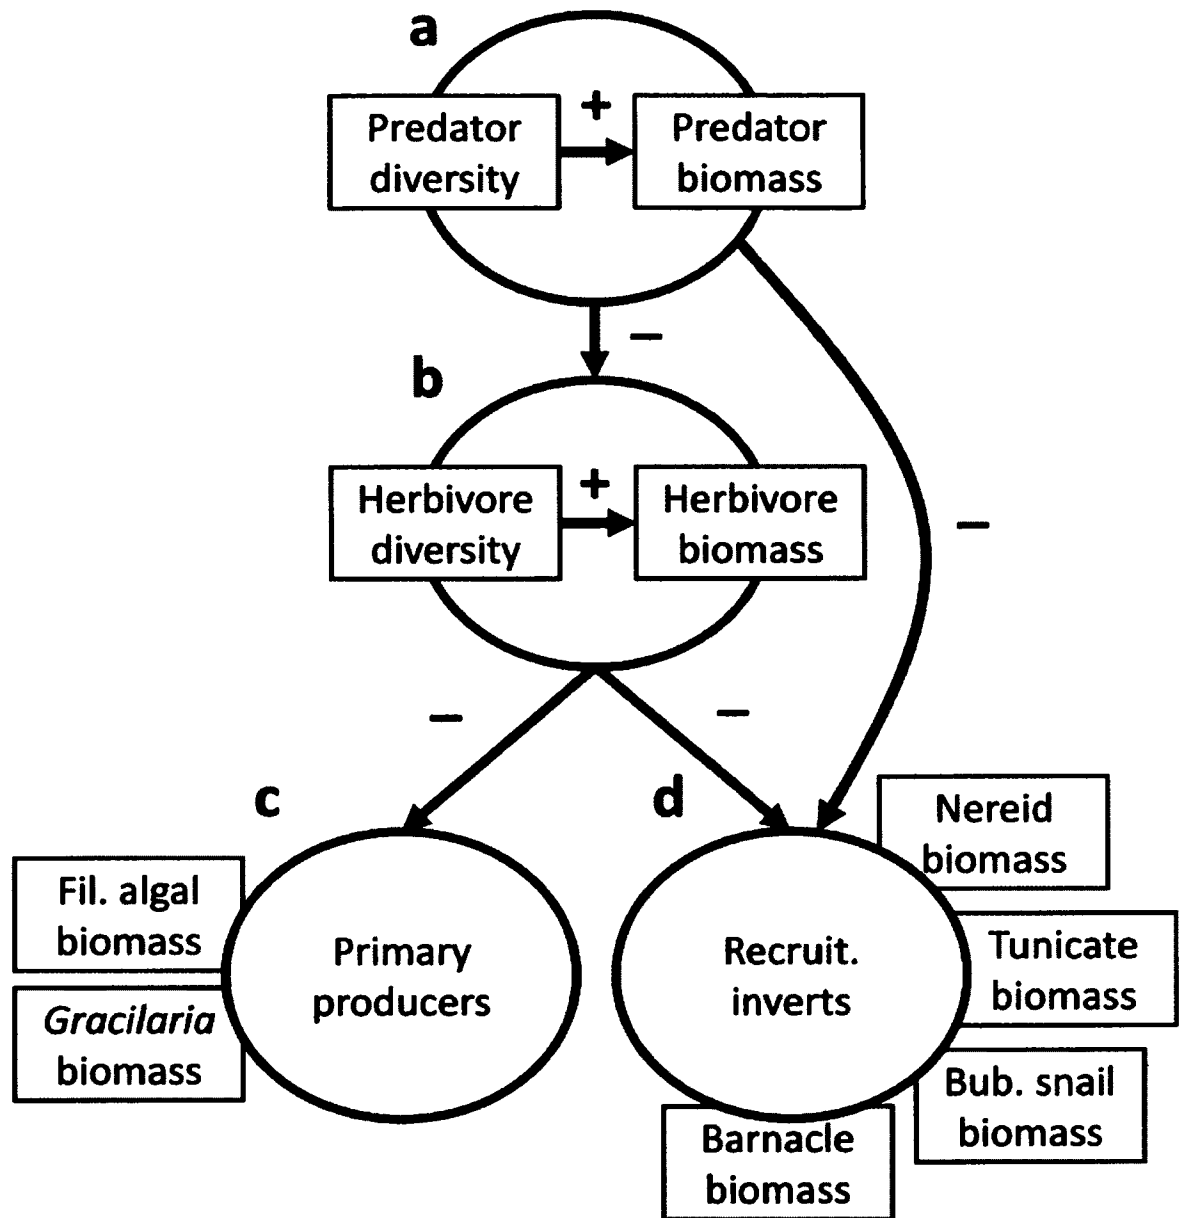 a
Predator
diversity
+
Predator
biomass
–
b
Herbivore
diversity
+
Herbivore
biomass
–
–
–
c
Fil. algal
biomass
Gracilaria
biomass
Primary
producers
d
Recruit.
inverts
Nereid
biomass
Tunicate
biomass
Bub. snail
biomass
Barnacle
biomass